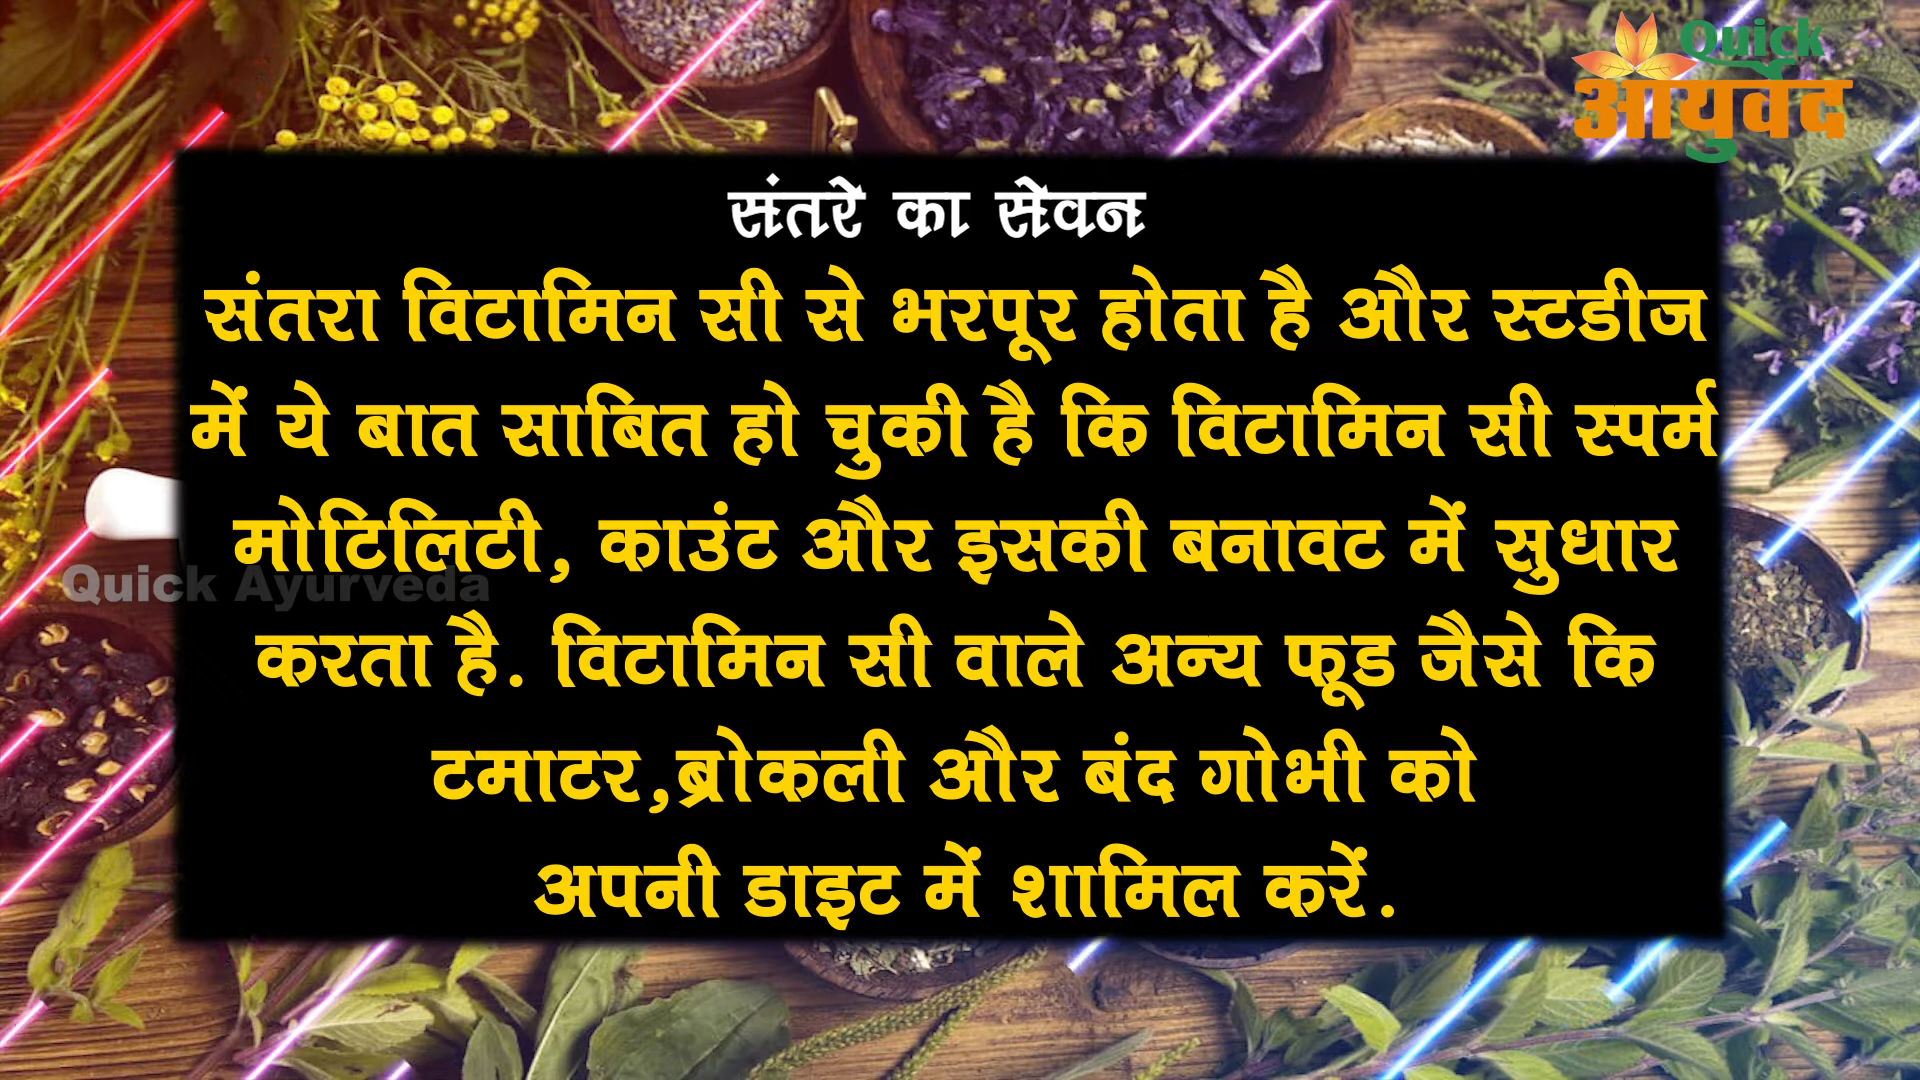 Quick
आयुर्वेद
संतरे का सेवन
संतरा विटामिन सी से भरपूर होता है और स्टडीज
में ये बात साबित हो चुकी है कि विटामिन सी स्पर्म
मोटिलिटी, काउंट और इसकी बनावट में सुधार
Quick Ayurveda
करता है. विटामिन सी वाले अन्य फूड जैसे कि
टमाटर,ब्रोकली और बंद गोभी को
अपनी डाइट में शामिल करें.